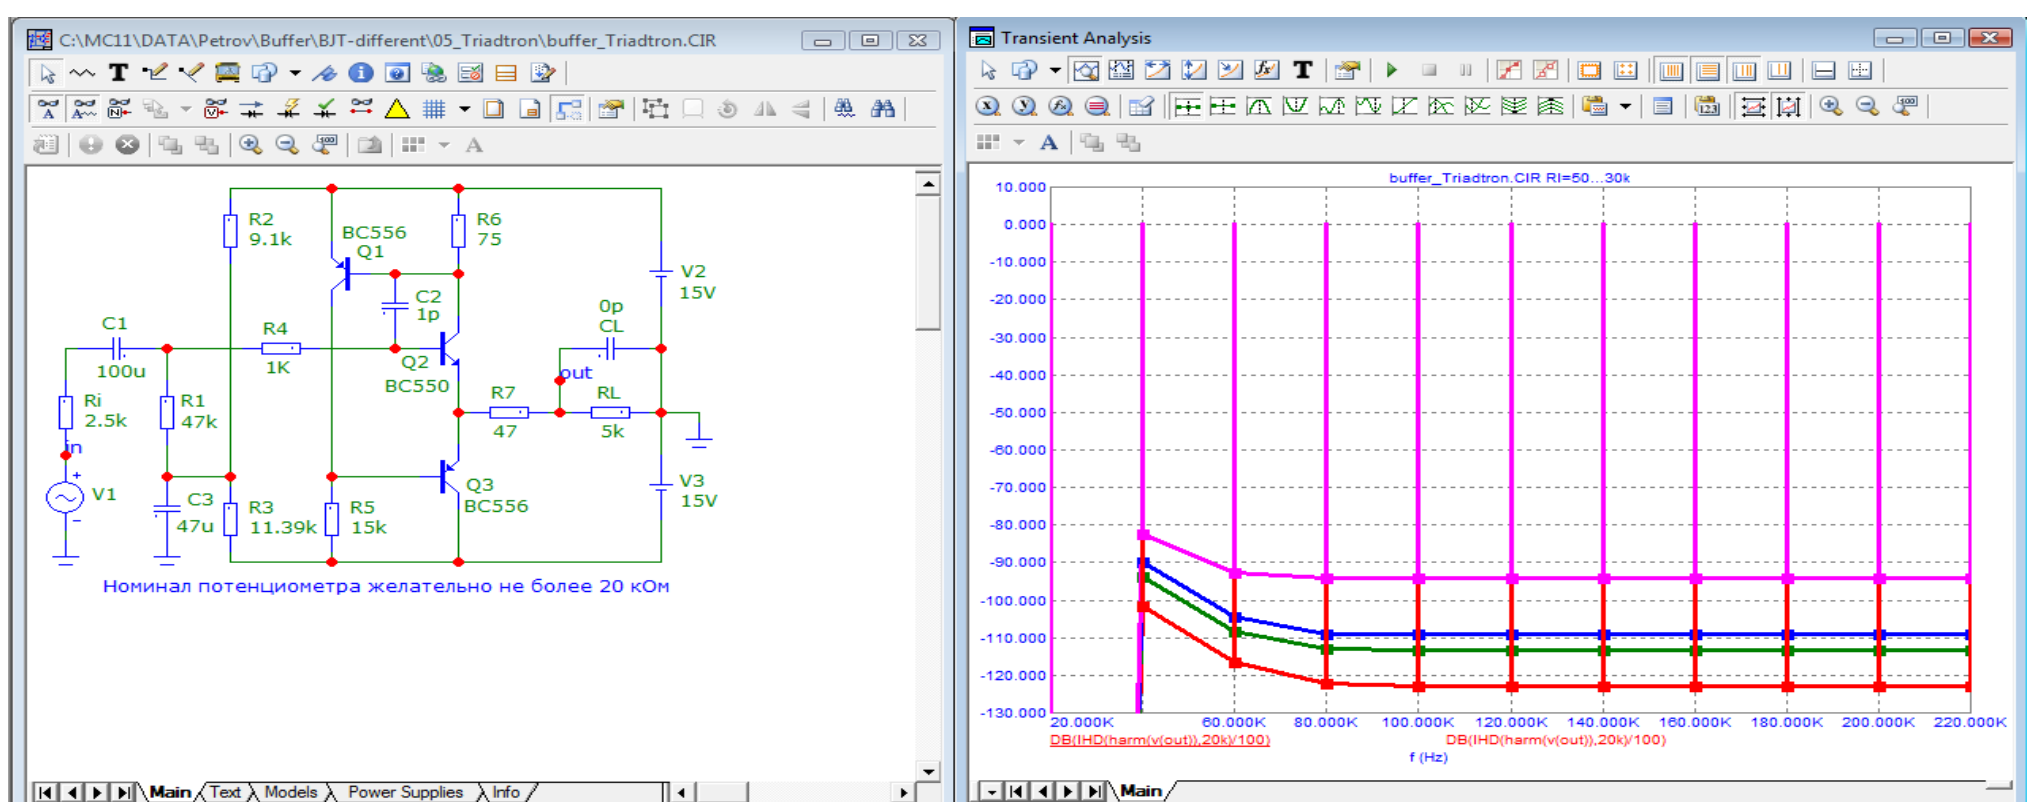 C:\MC11\DATA\Petrov\Buffer\BJT-different\05_Triadtron\buffer_Triadtron.CIR
R2
9.1k
BC556
Q1
R6
75
V2
15V
C2
1p
0p
CL
C1
100u
R4
1K
Q2
BC550
out
Ri
2.5k
R1
47k
R7
47
RL
5k
in
V1
C3
47u
R3
11.39k
R5
15k
Q3
BC556
V3
15V
Номинал потенциометра желательно не более 20 кОм
Main Text Models Power Supplies Info
Transient Analysis
buffer_Triadtron.CIR RI=50...30k
10.000
0.000
-10.000
-20.000
-30.000
-40.000
-50.000
-60.000
-70.000
-80.000
-90.000
-100.000
-110.000
-120.000
-130.000
20.000K 60.000K 80.000K 100.000K 120.000K 140.000K 160.000K 180.000K 200.000K 220.000K
DB(IHD(harm(v(out)),20k)/100) DB(IHD(harm(v(out)),20k)/100)
f (Hz)
Main